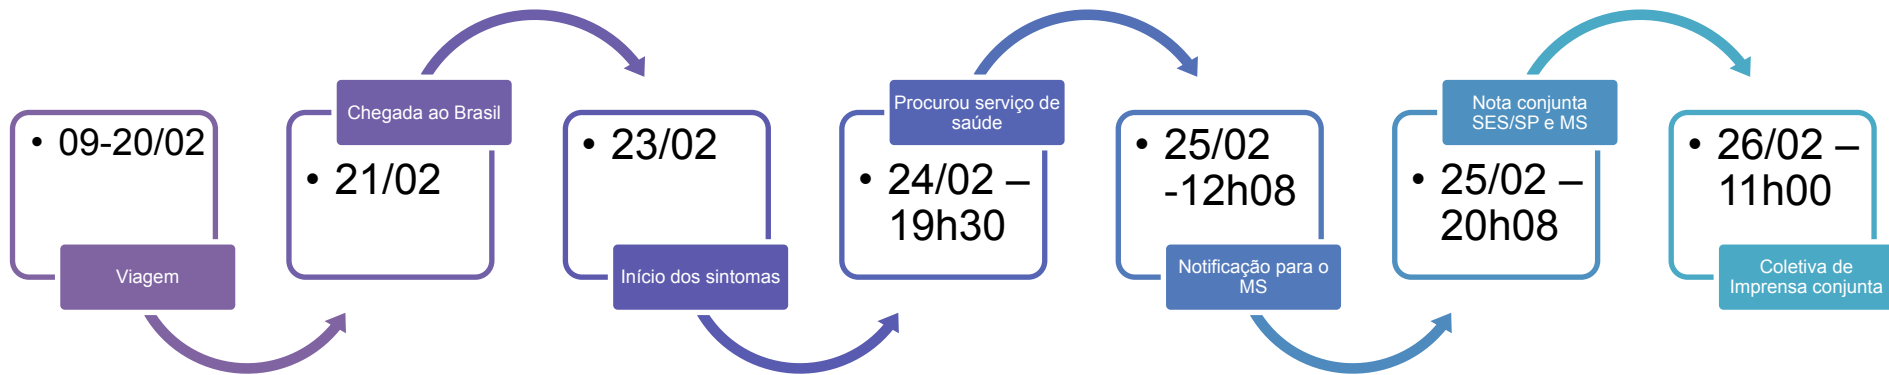 • 09-20/02
Viagem
Chegada ao Brasil
• 21/02
• 23/02
Início dos sintomas
Procurou serviço de
saúde
• 24/02 –
19h30
• 25/02
-12h08
Notificação para o
MS
Nota conjunta
SES/SP e MS
• 25/02 –
20h08
• 26/02 –
11h00
Coletiva de
Imprensa conjunta